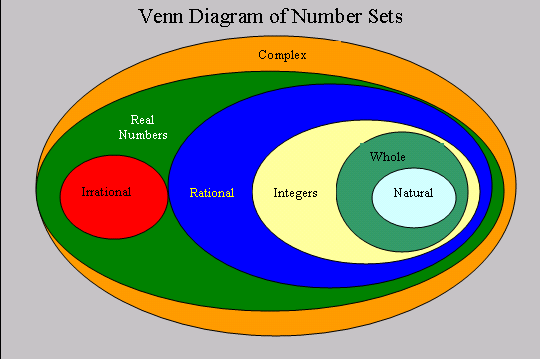 Venn Diagram of Number Sets
Complex
Real
Numbers
Whole
Irrational
Rational
Integers
Natural